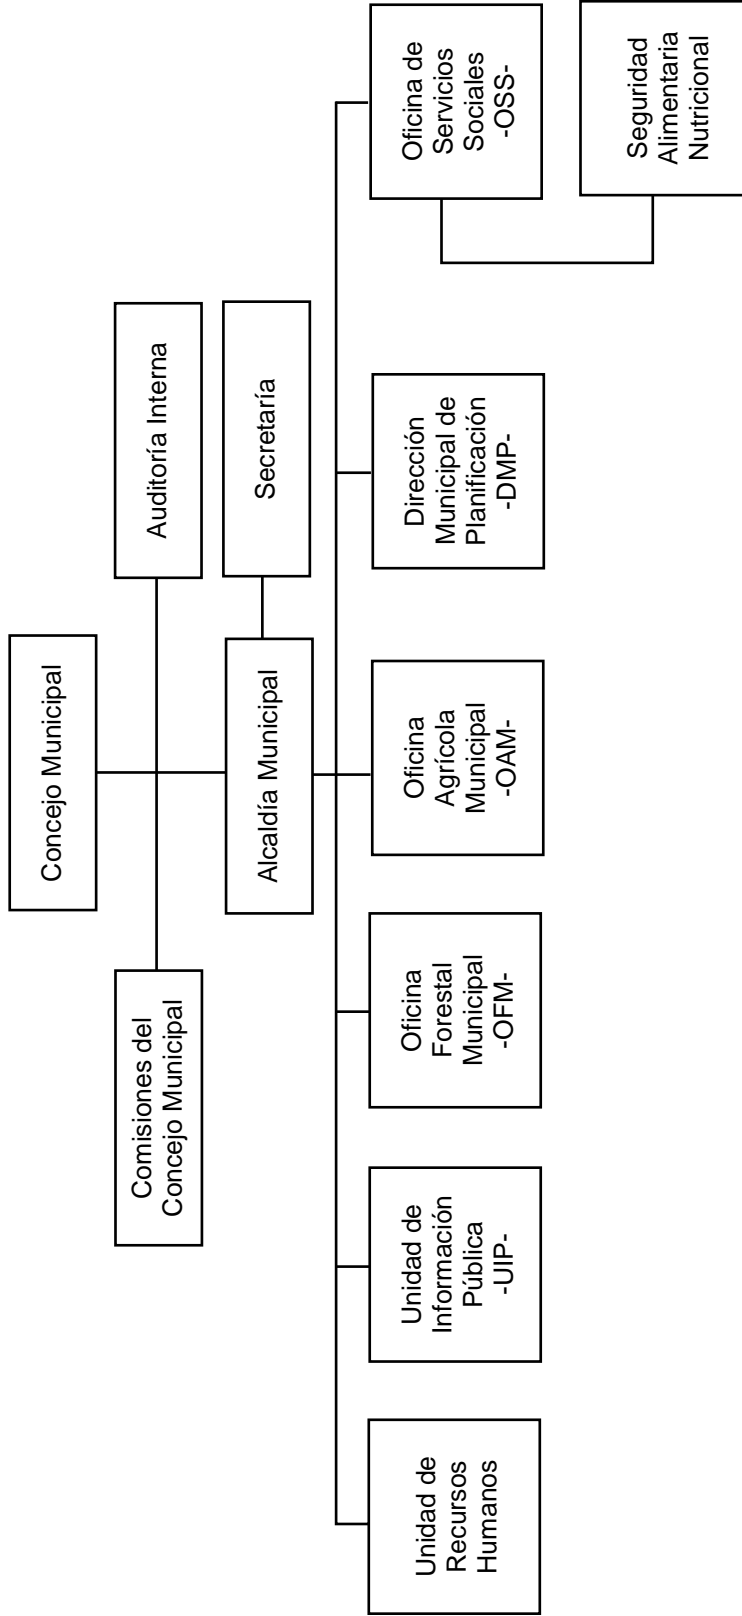 Concejo Municipal
Comisiones del
Concejo Municipal
Auditoría Interna
Alcaldía Municipal
Secretaría
Unidad de
Recursos
Humanos
Unidad de
Información
Pública
-UIP-
Oficina
Forestal
Municipal
-OFM-
Oficina
Agrícola
Municipal
-OAM-
Dirección
Municipal de
Planificación
-DMP-
Oficina de
Servicios
Sociales
-OSS-
Seguridad
Alimentaria
Nutricional